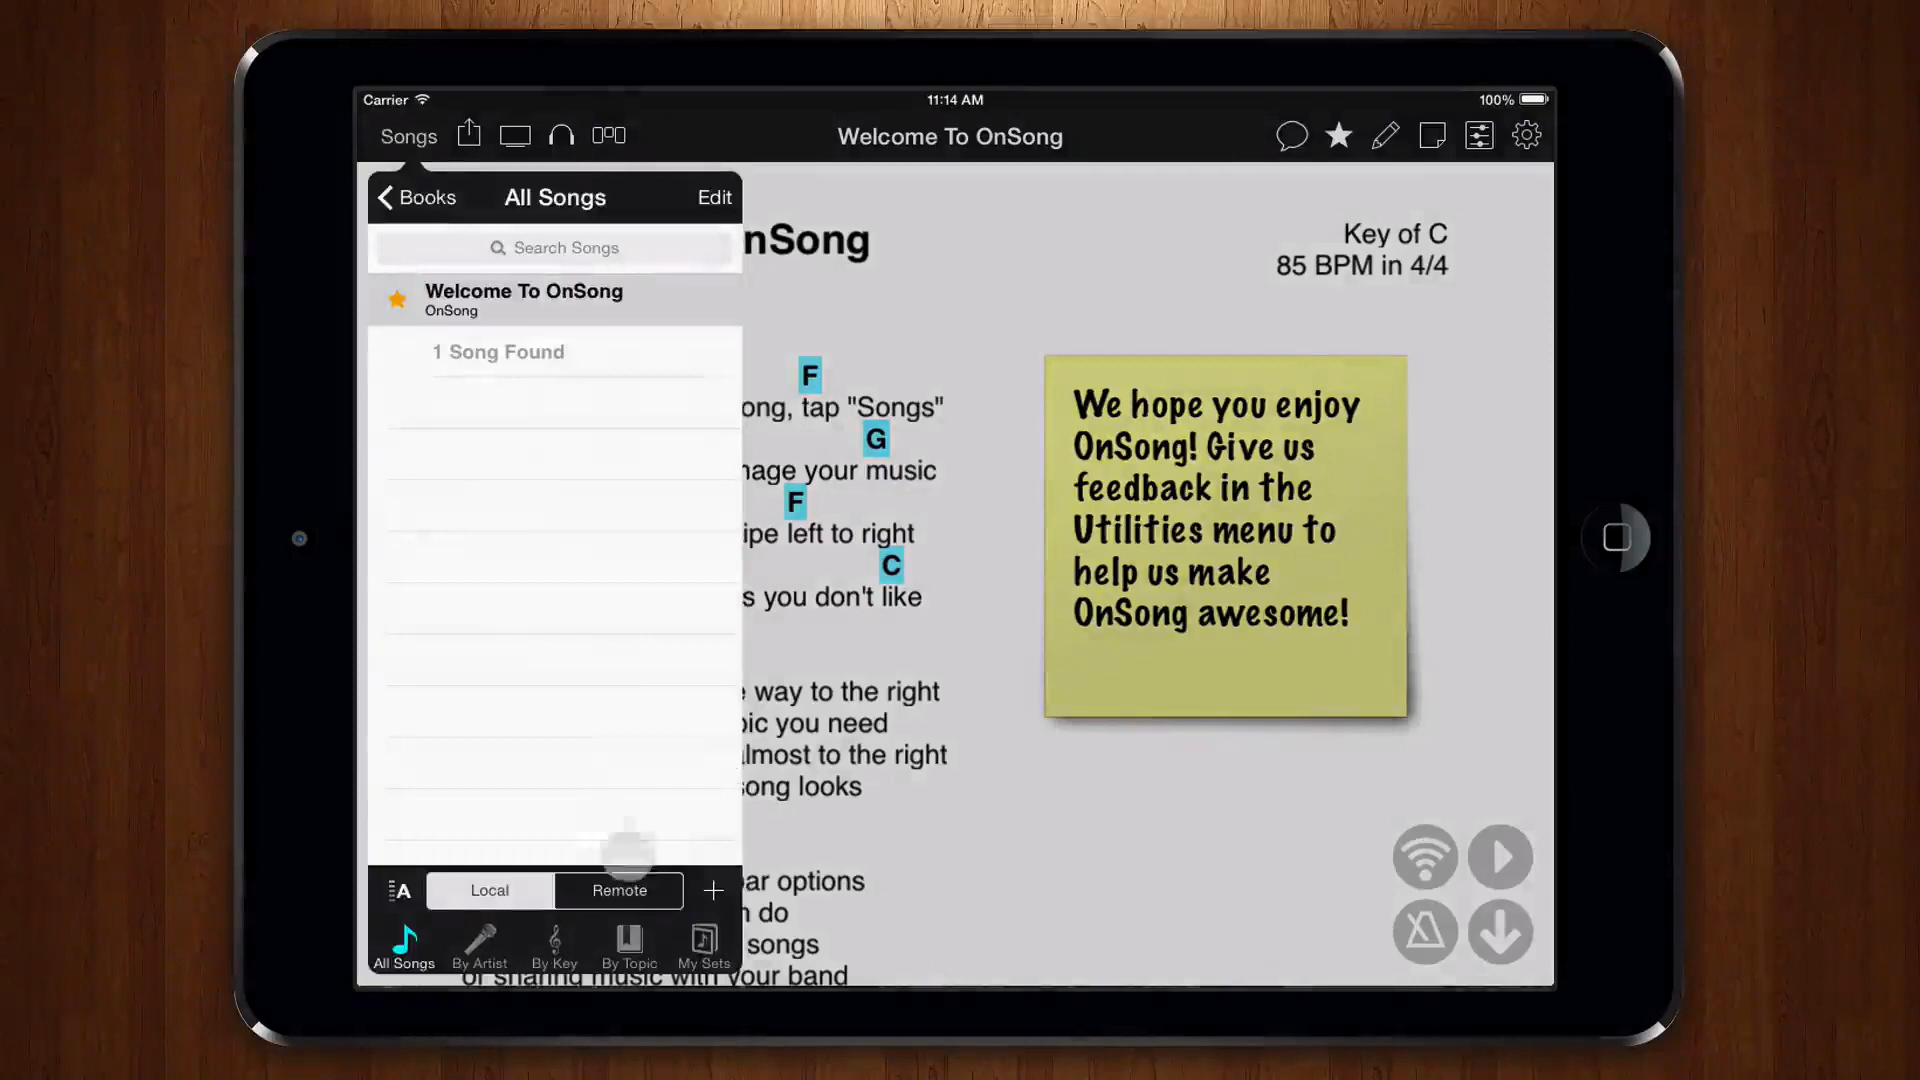 Carrier
11:14 AM
100%
Songs
Welcome To OnSong
Books
All Songs
Edit
Search Songs
Welcome To OnSong
OnSong
1 Song Found
nSong
Key of C
85 BPM in 4/4
F
ong, tap "Songs"
G
nage your music
F
ipe left to right
C
s you don't like
way to the right
pic you need
almost to the right
song looks
ar options
n do
songs
or sharing music with your band
We hope you enjoy
OnSong! Give us
feedback in the
Utilities menu to
help us make
OnSong awesome!
A
Local
Remote
All Songs
By Artist
By Key
By Topic
My Sets